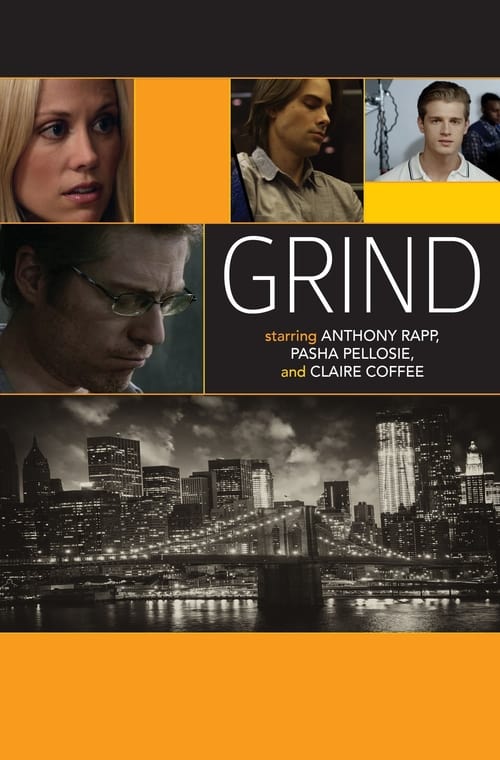 GRIND
starring ANTHONY RAPP,
PASHA PELLOSIE,
and CLAIRE COFFEE